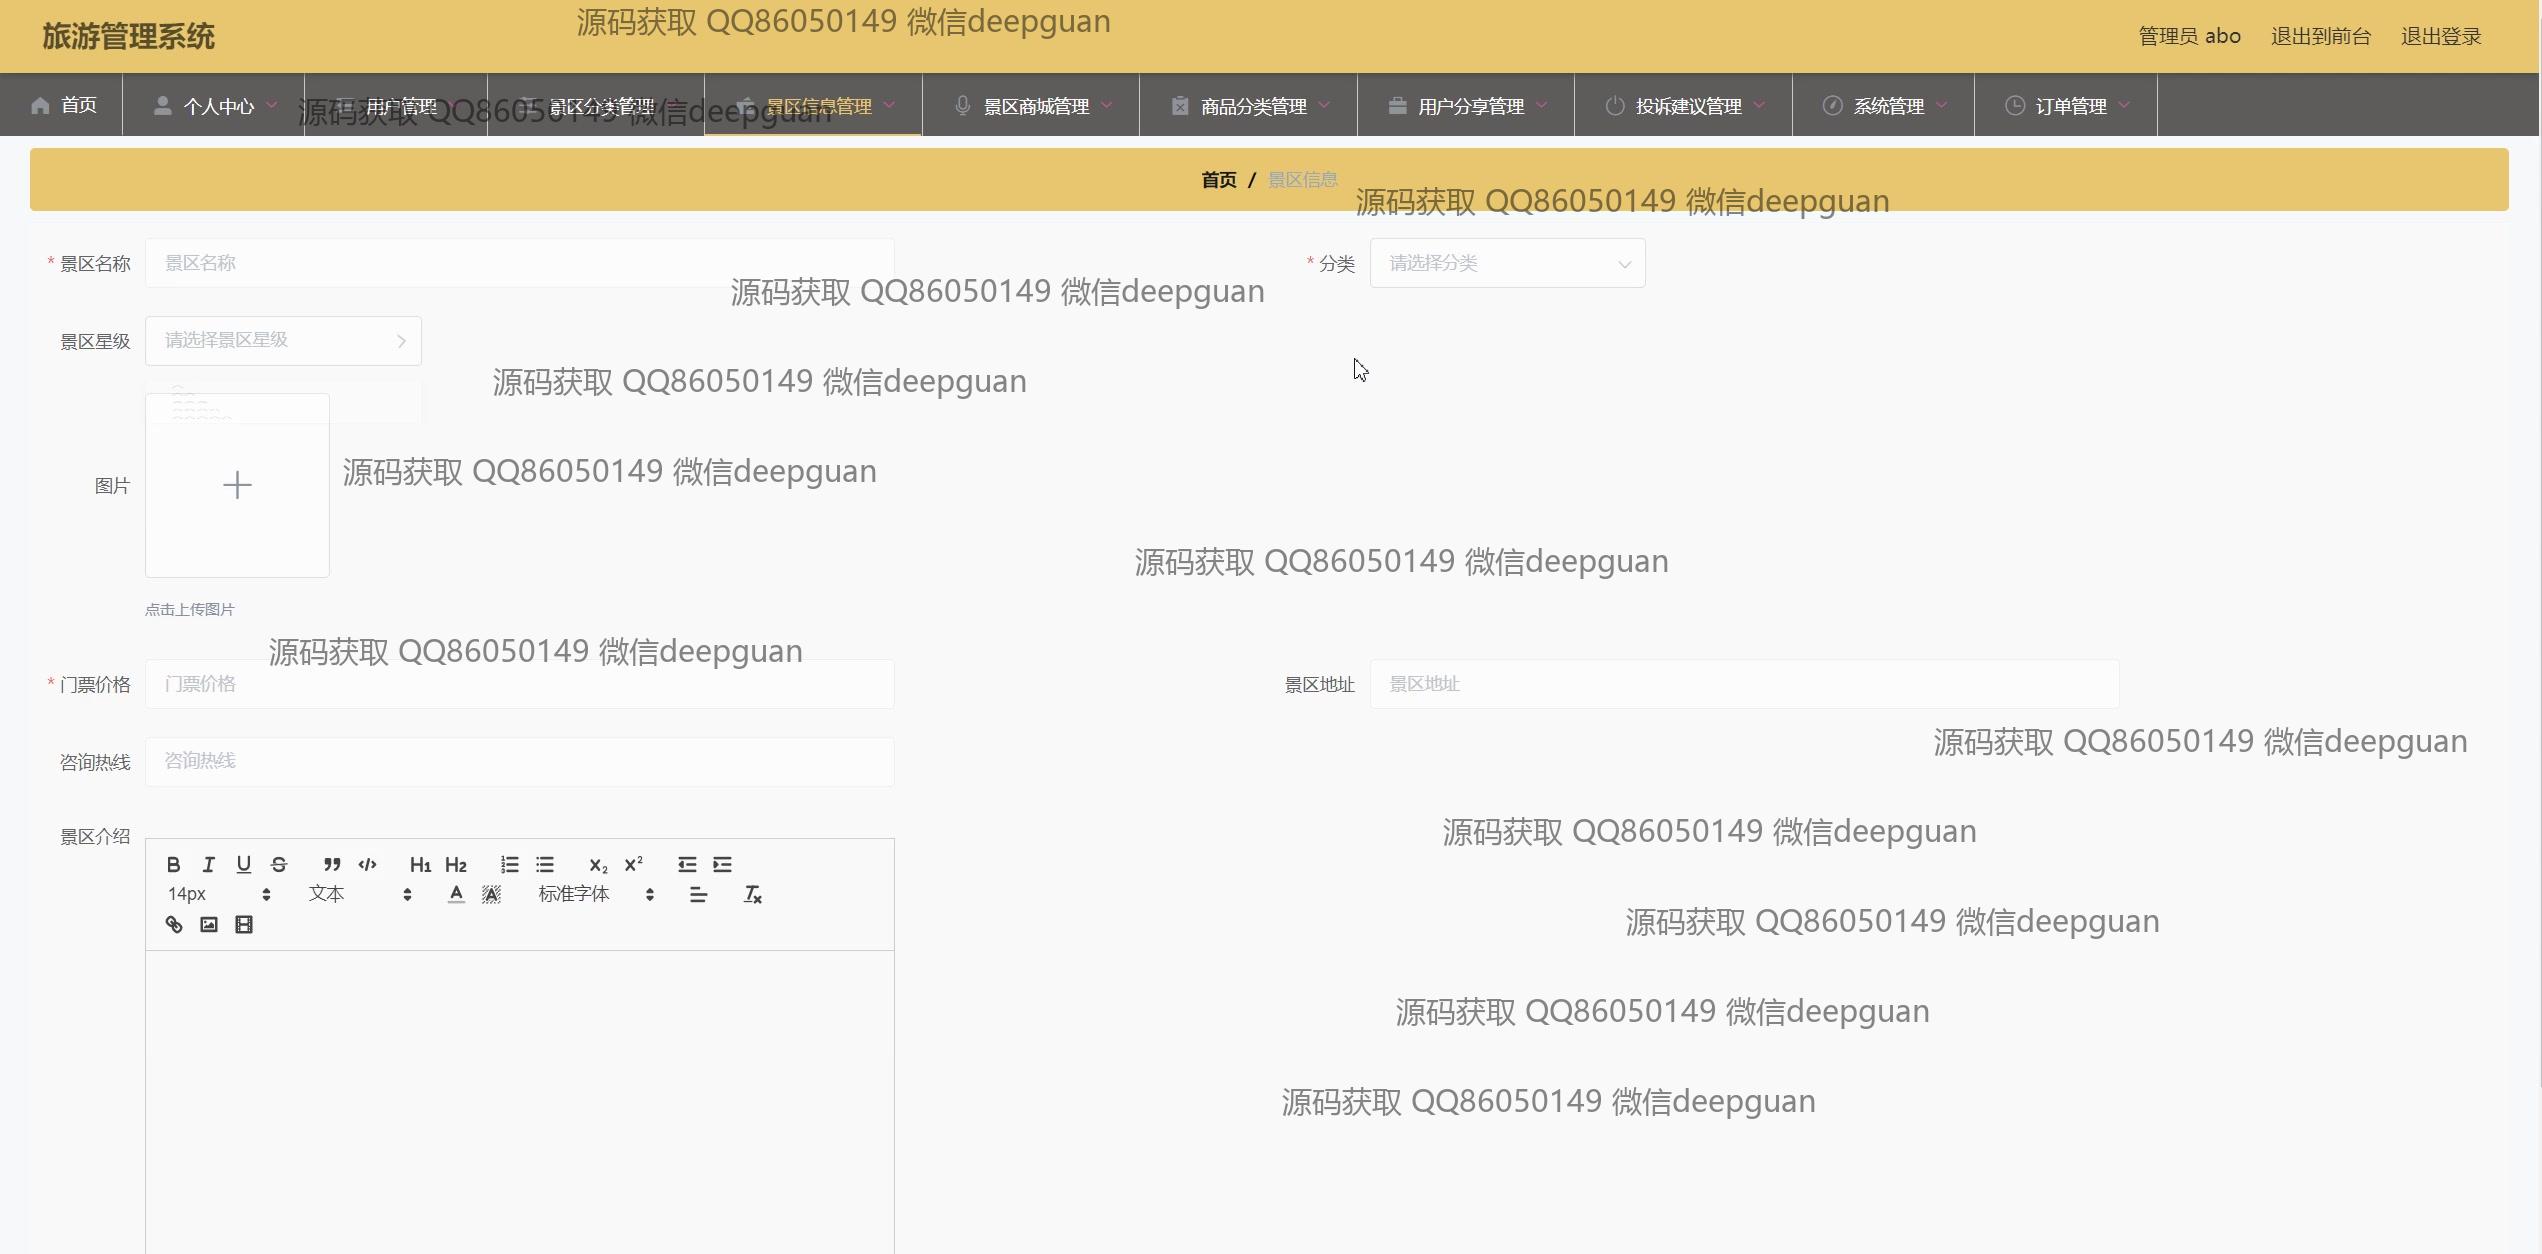 旅游管理系统
源码获取 QQ86050149 微信deepguan
管理员 abo 退出到前台 退出登录
首页 个人中心 用户管理 景区分类管理 景区信息管理 景区商城管理 商品分类管理 用户分享管理 投诉建议管理 系统管理 订单管理
源码获取 QQ86050149 微信deepguan
首页 / 景区信息
源码获取 QQ86050149 微信deepguan
* 景区名称 景区名称
* 分类 请选择分类
源码获取 QQ86050149 微信deepguan
景区星级 请选择景区星级
源码获取 QQ86050149 微信deepguan
源码获取 QQ86050149 微信deepguan
图片
源码获取 QQ86050149 微信deepguan
点击上传图片
源码获取 QQ86050149 微信deepguan
* 门票价格 门票价格
景区地址 景区地址
源码获取 QQ86050149 微信deepguan
咨询热线 咨询热线
源码获取 QQ86050149 微信deepguan
景区介绍
B I U S ” </> H1 H2 X2 X2
14px 文本 A A 标准字体 Tx
源码获取 QQ86050149 微信deepguan
源码获取 QQ86050149 微信deepguan
源码获取 QQ86050149 微信deepguan